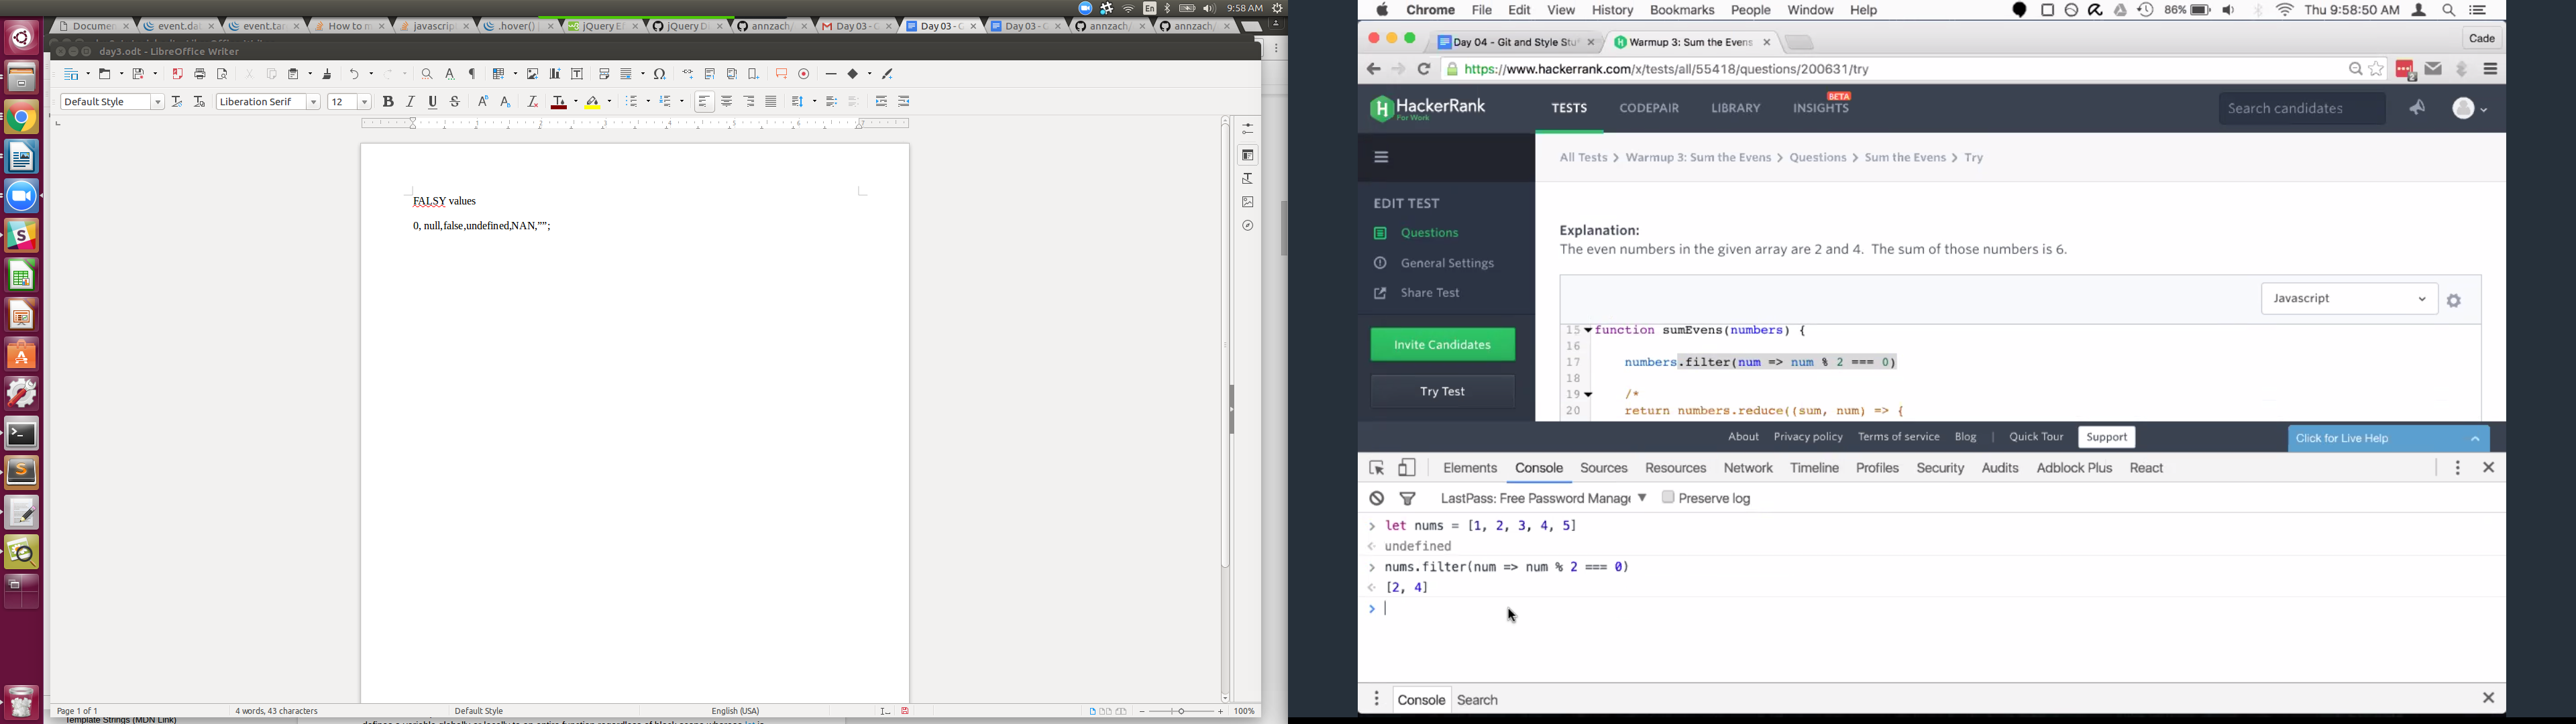 En
9:58 AM
Documen
event.dat
event.tar
How to m
javascrip
.hover()
jQuery E
jQuery D
annzach/
Day 03 - C
Day 03 - C
Day 03 - C
annzach/
annzach/
day3.odt - LibreOffice Writer
Default Style
Liberation Serif
12
FALSY values
0, null,false,undefined,NAN,"";
Page 1 of 1
4 words, 43 characters
Default Style
English (USA)
100%
Template Strings (MDN Link)
Chrome File Edit View History Bookmarks People Window Help
86%
Thu 9:58:50 AM
Day 04 - Git and Style Stu
Warmup 3: Sum the Evens
Cade
https://www.hackerrank.com/x/tests/all/55418/questions/200631/try
HackerRank
For Work
TESTS
CODEPAIR
LIBRARY
INSIGHTS
BETA
Search candidates
All Tests > Warmup 3: Sum the Evens > Questions > Sum the Evens > Try
EDIT TEST
Questions
General Settings
Share Test
Invite Candidates
Try Test
Explanation:
The even numbers in the given array are 2 and 4. The sum of those numbers is 6.
Javascript
15 function sumEvens(numbers) {
16
17 numbers.filter(num => num % 2 === 0)
18
19 /*
20 return numbers.reduce((sum, num) => {
About Privacy policy Terms of service Blog | Quick Tour Support
Click for Live Help
Elements Console Sources Resources Network Timeline Profiles Security Audits Adblock Plus React
LastPass: Free Password Manage
Preserve log
> let nums = [1, 2, 3, 4, 5]
undefined
> nums.filter(num => num % 2 === 0)
[2, 4]
>
Console Search